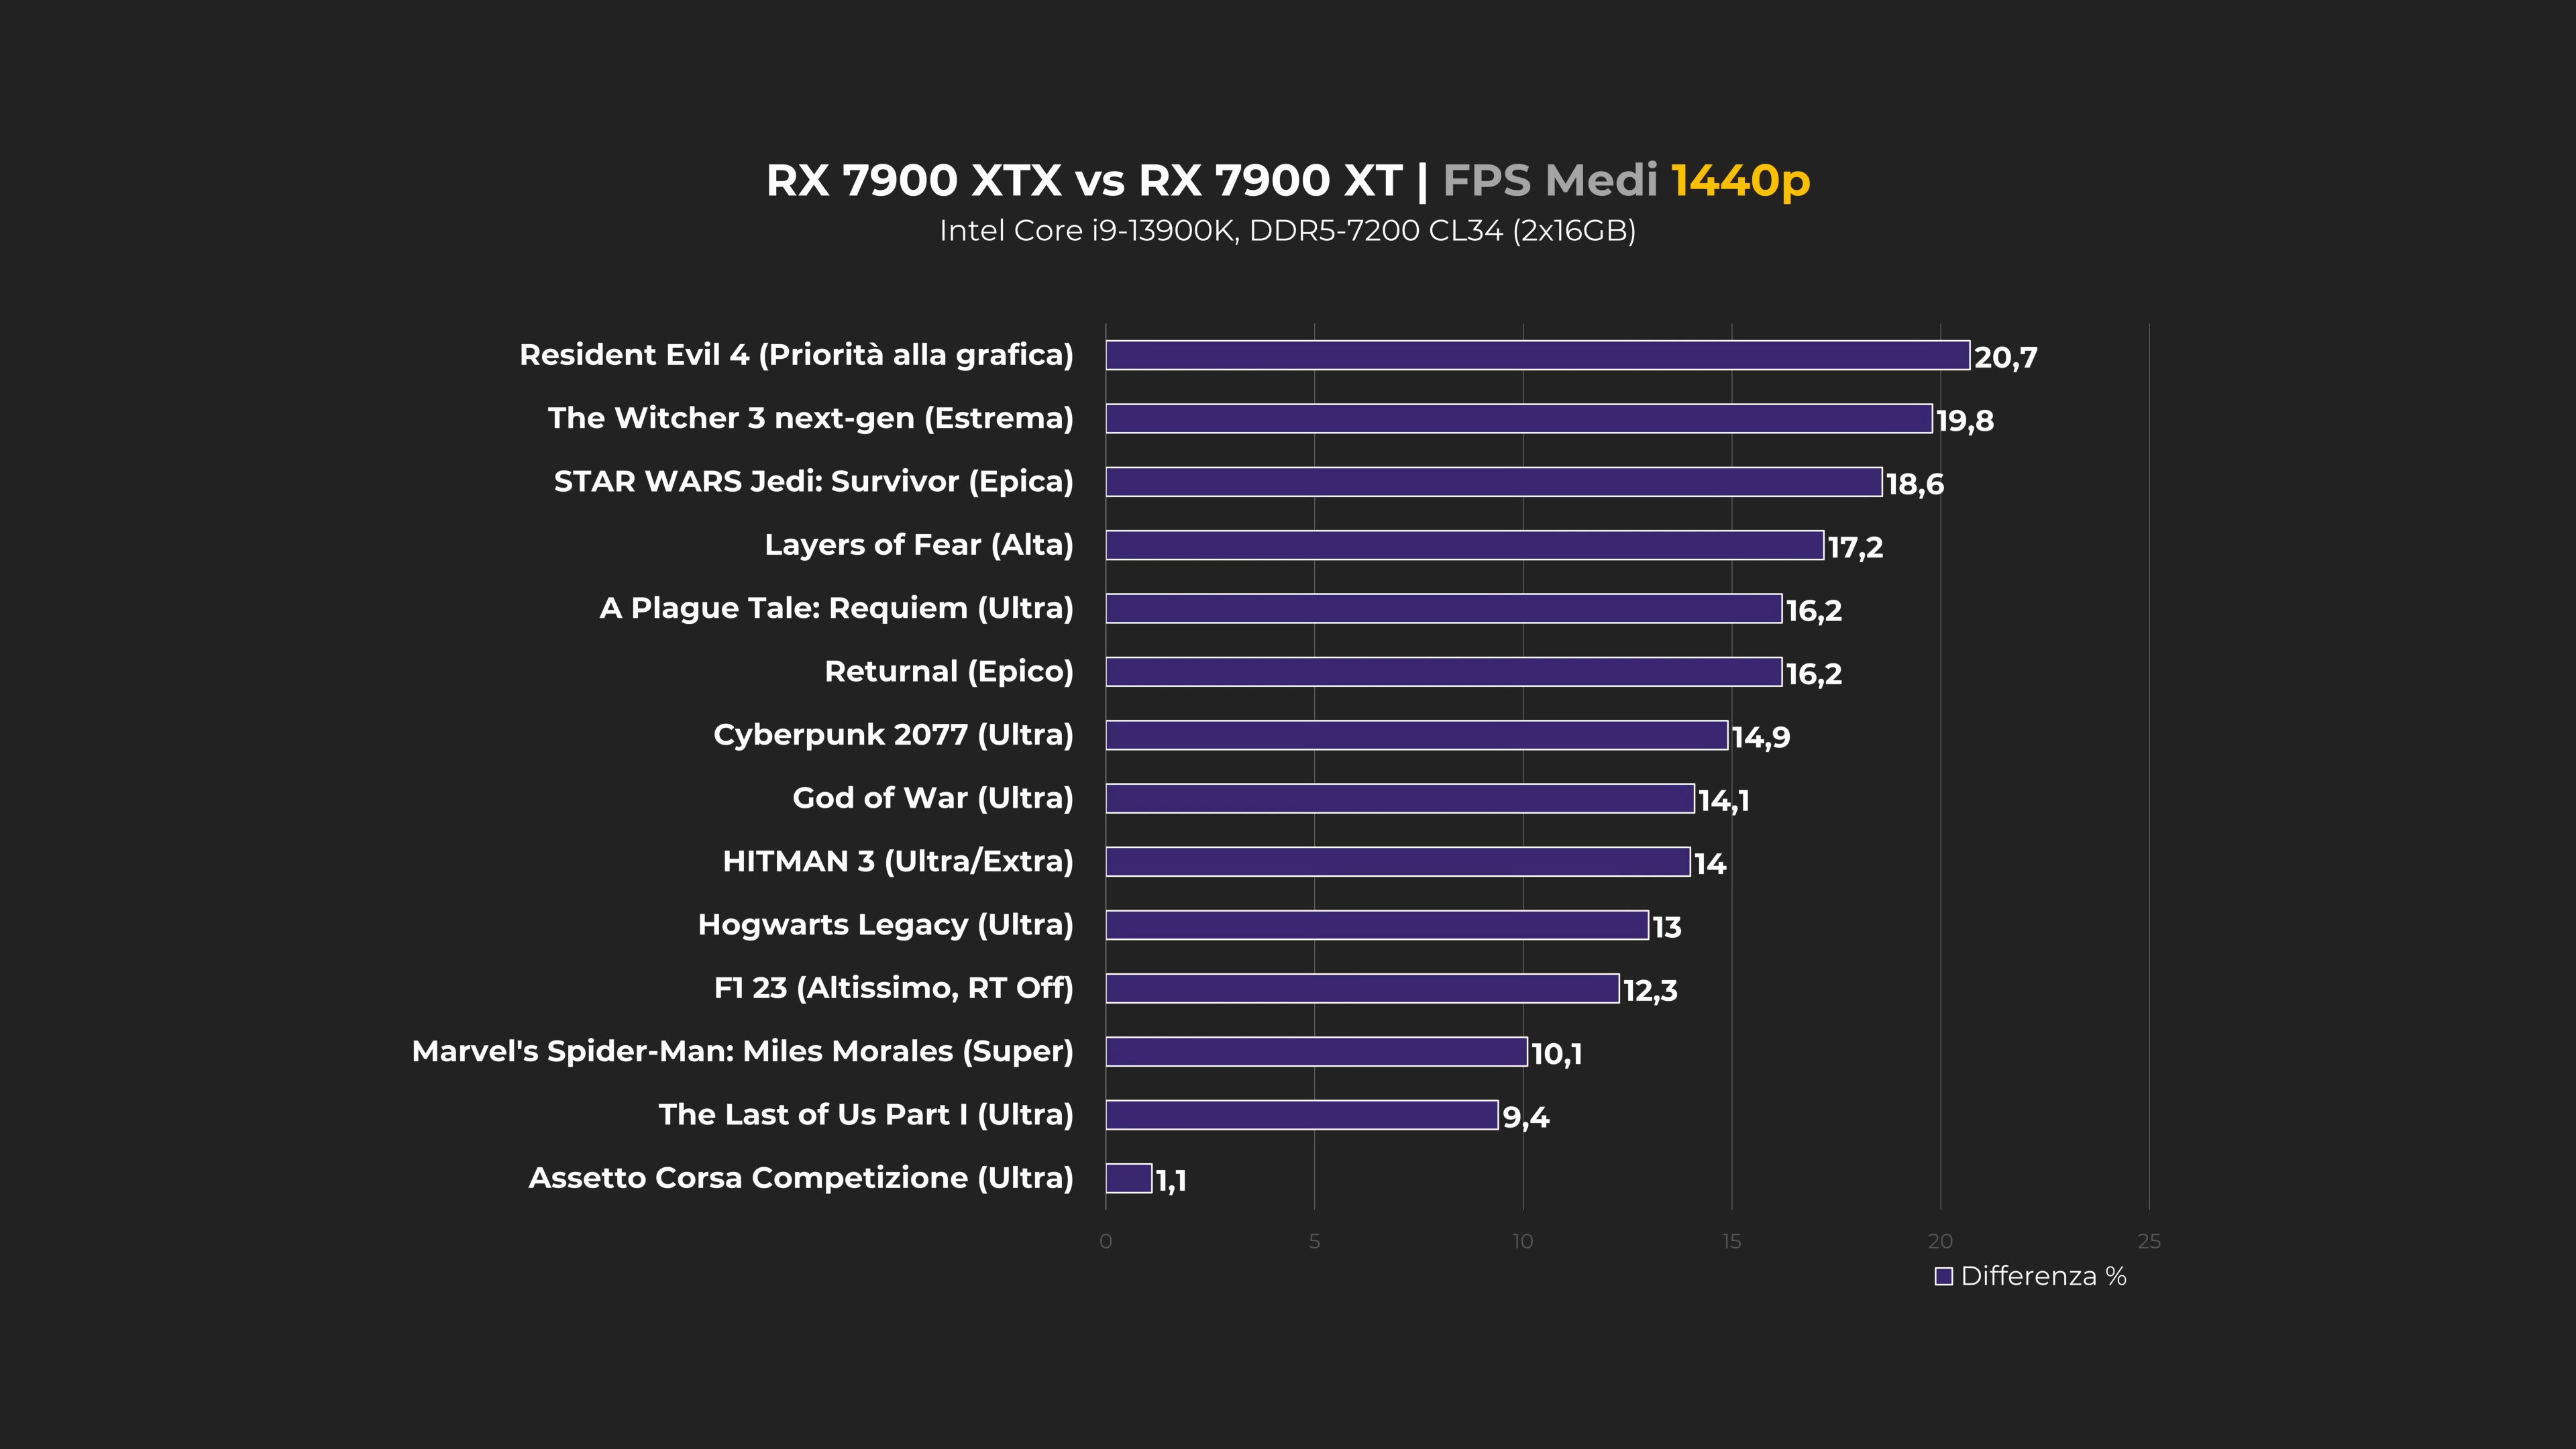 RX 7900 XTX vs RX 7900 XT | FPS Medi 1440p
Intel Core i9-13900K, DDR5-7200 CL34 (2x16GB)
Resident Evil 4 (Priorità alla grafica) 20,7
The Witcher 3 next-gen (Estrema) 19,8
STAR WARS Jedi: Survivor (Epica) 18,6
Layers of Fear (Alta) 17,2
A Plague Tale: Requiem (Ultra) 16,2
Returnal (Epico) 16,2
Cyberpunk 2077 (Ultra) 14,9
God of War (Ultra) 14,1
HITMAN 3 (Ultra/Extra) 14
Hogwarts Legacy (Ultra) 13
F1 23 (Altissimo, RT Off) 12,3
Marvel's Spider-Man: Miles Morales (Super) 10,1
The Last of Us Part I (Ultra) 9,4
Assetto Corsa Competizione (Ultra) 1,1
0 5 10 15 20 25
Differenza %